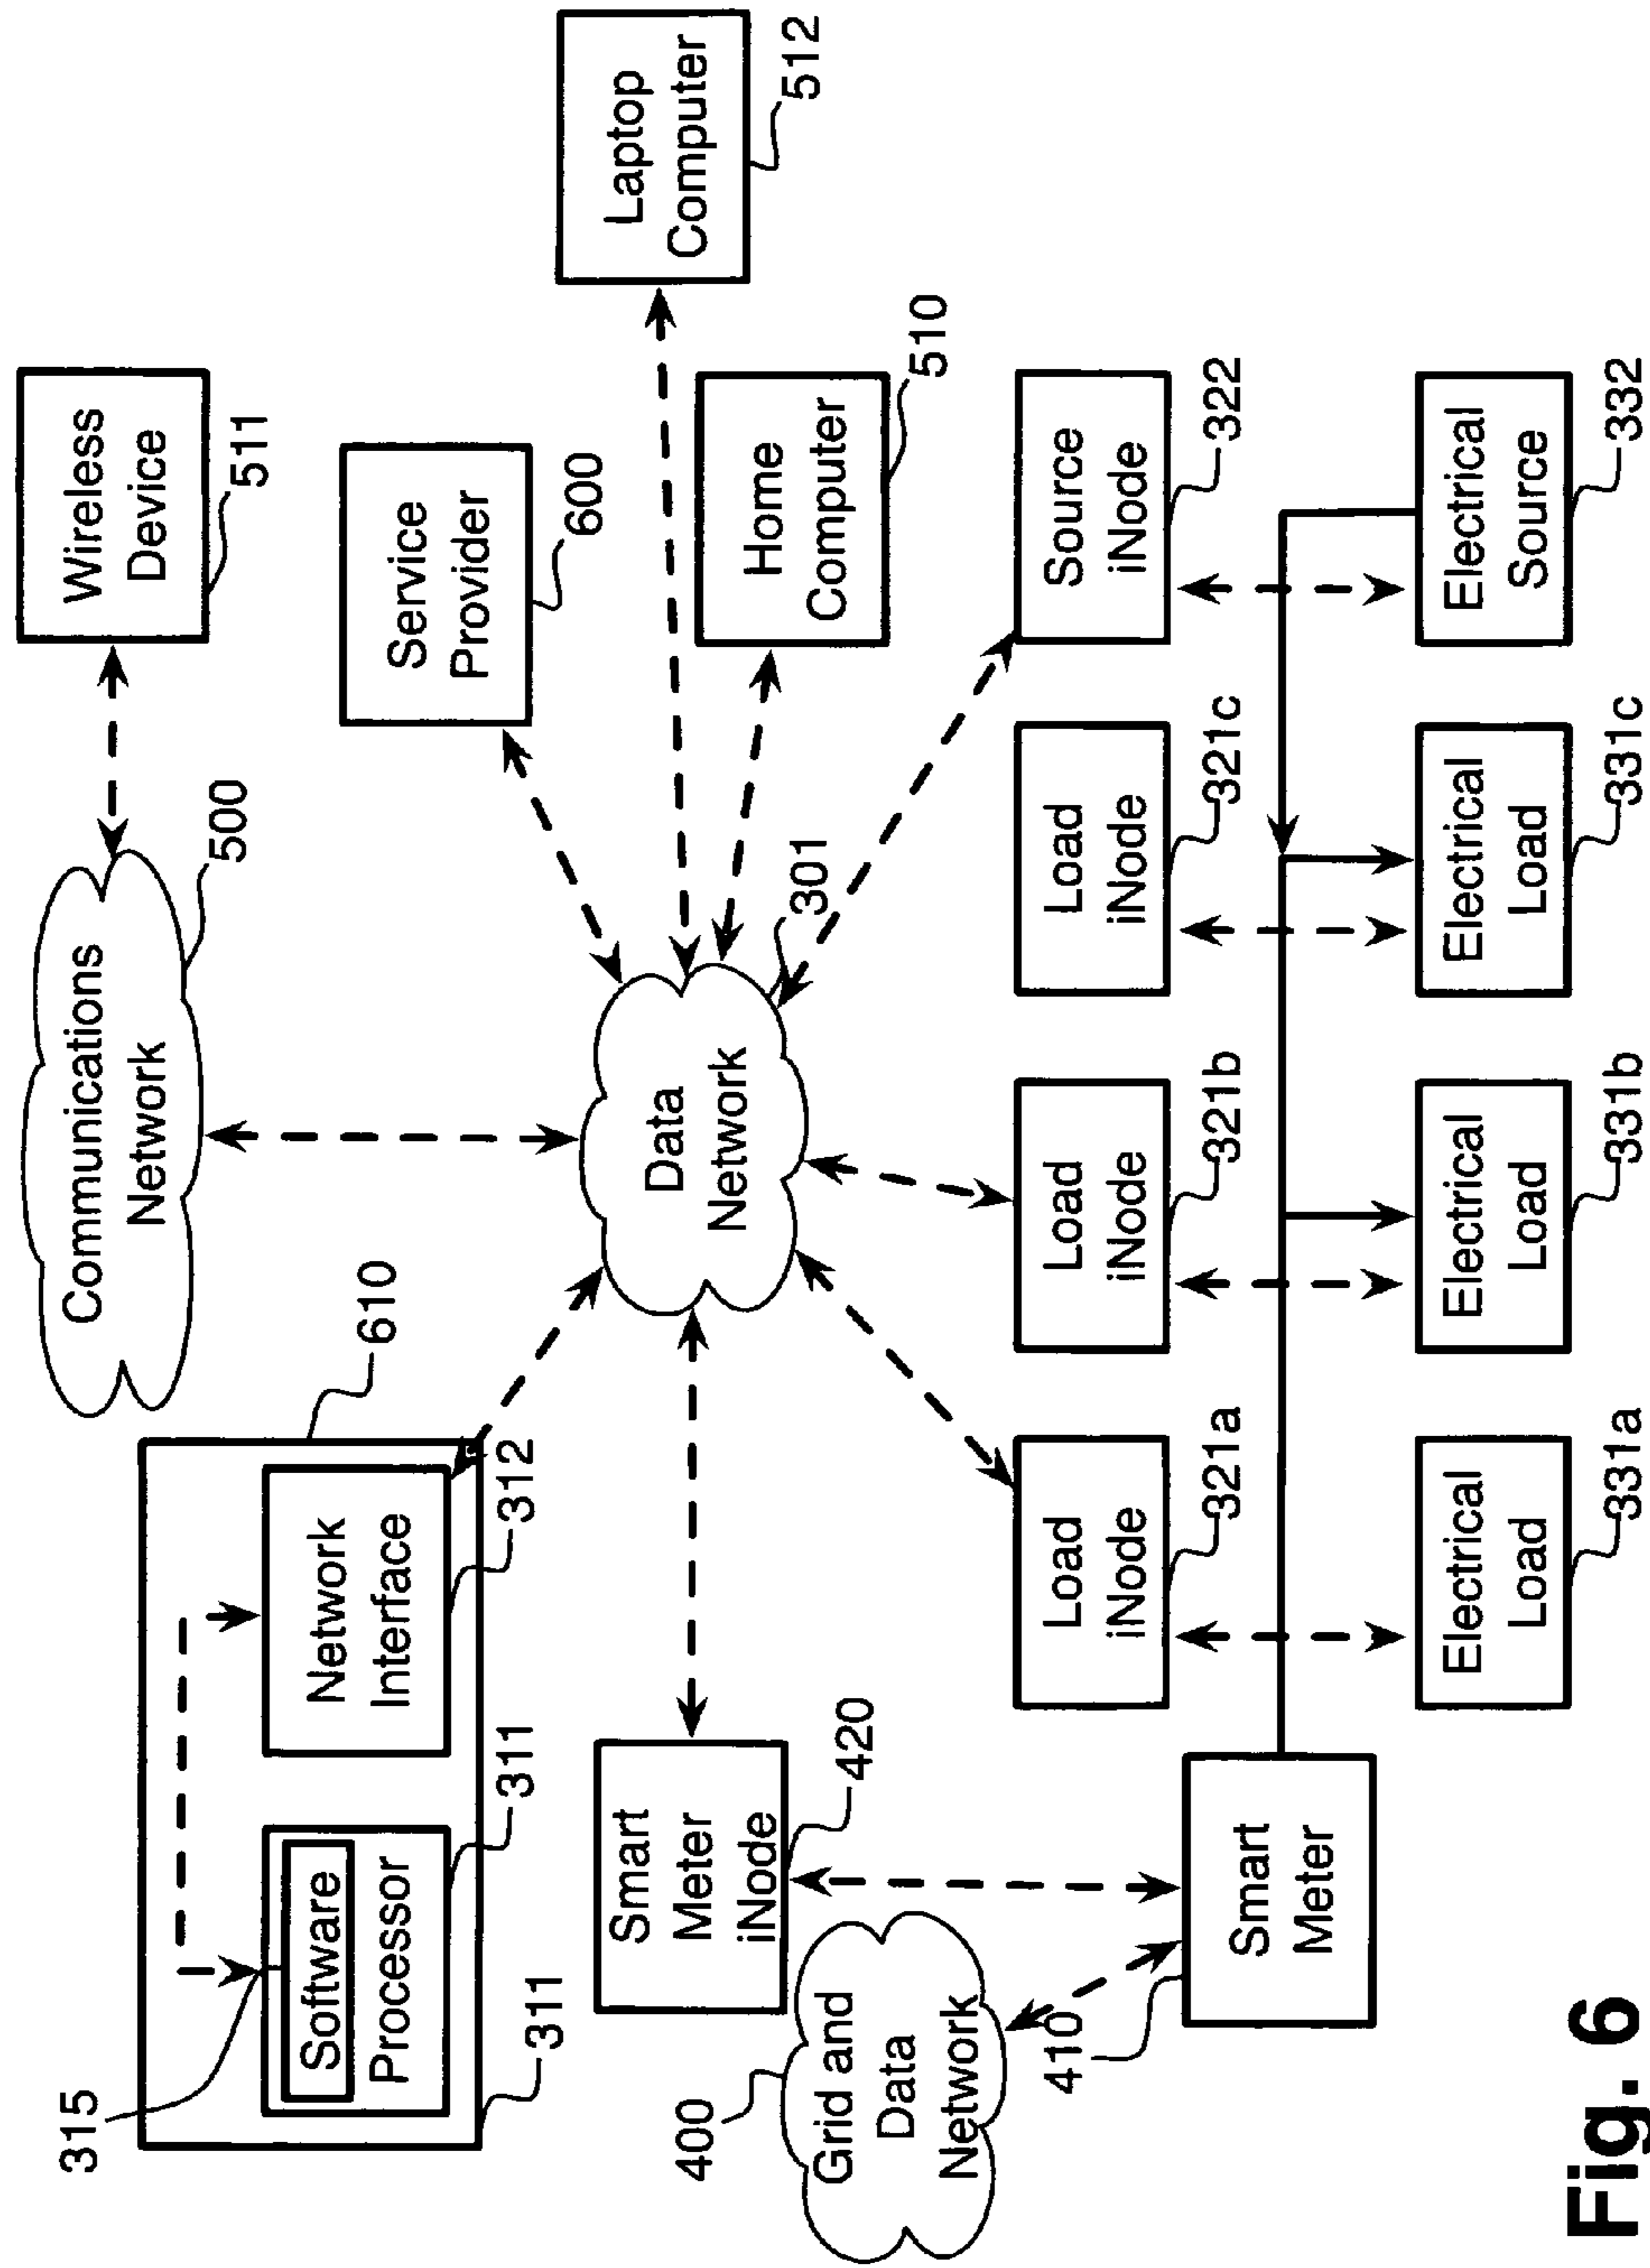 315
Software
Processor
311
311
Network
Interface
312
610
Communications
Network
500
Wireless
Device
511
Service
Provider
600
Laptop
Computer
512
Home
Computer
510
Data
Network
301
Smart
Meter
iNode
420
400
Grid and
Data
Network
410
Smart
Meter
Load
iNode
321a
Load
iNode
321b
Load
iNode
321c
Source
iNode
322
Electrical
Load
331a
Electrical
Load
331b
Electrical
Load
331c
Electrical
Source
332
Fig. 6